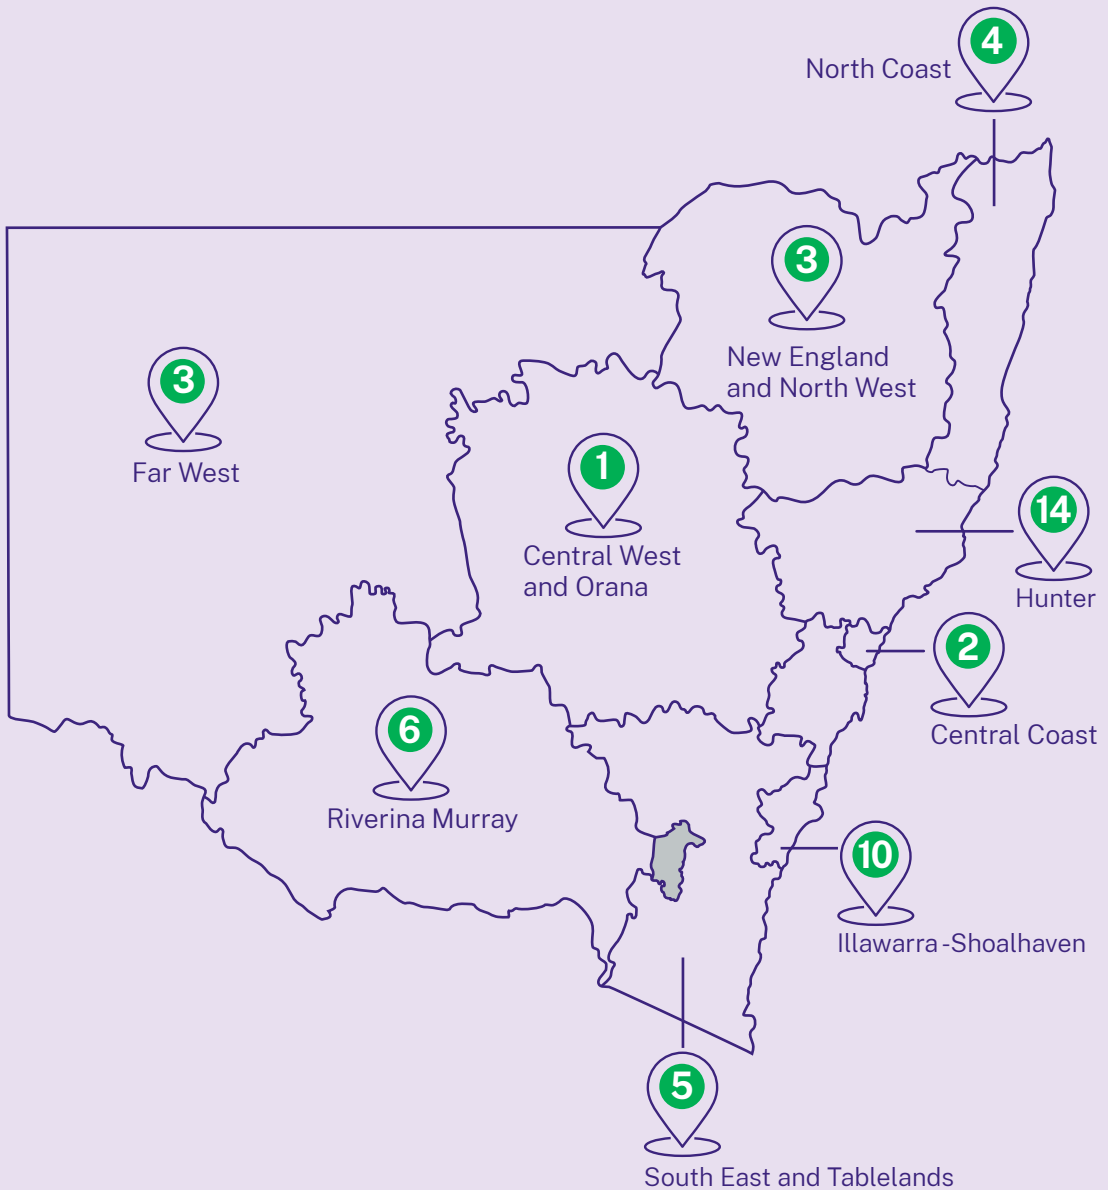 4
North Coast
3
New England
and North West
3
Far West
1
Central West
and Orana
14
Hunter
2
Central Coast
6
Riverina Murray
10
Illawarra-Shoalhaven
5
South East and Tablelands